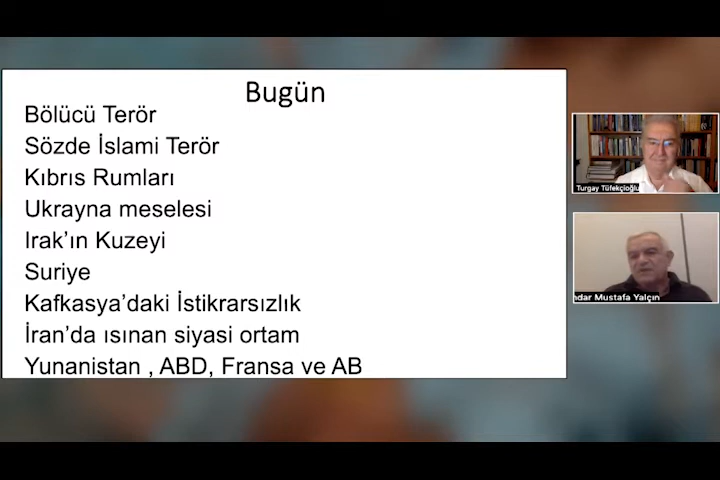 Bugün
Bölücü Terör
Sözde İslami Terör
Kıbrıs Rumları
Ukrayna meselesi
Irak’ın Kuzeyi
Suriye
Kafkasya’daki İstikrarsızlık
İran’da ısınan siyasi ortam
Yunanistan , ABD, Fransa ve AB
Turgay Tüfekçioğlu
ndar Mustafa Yalçın